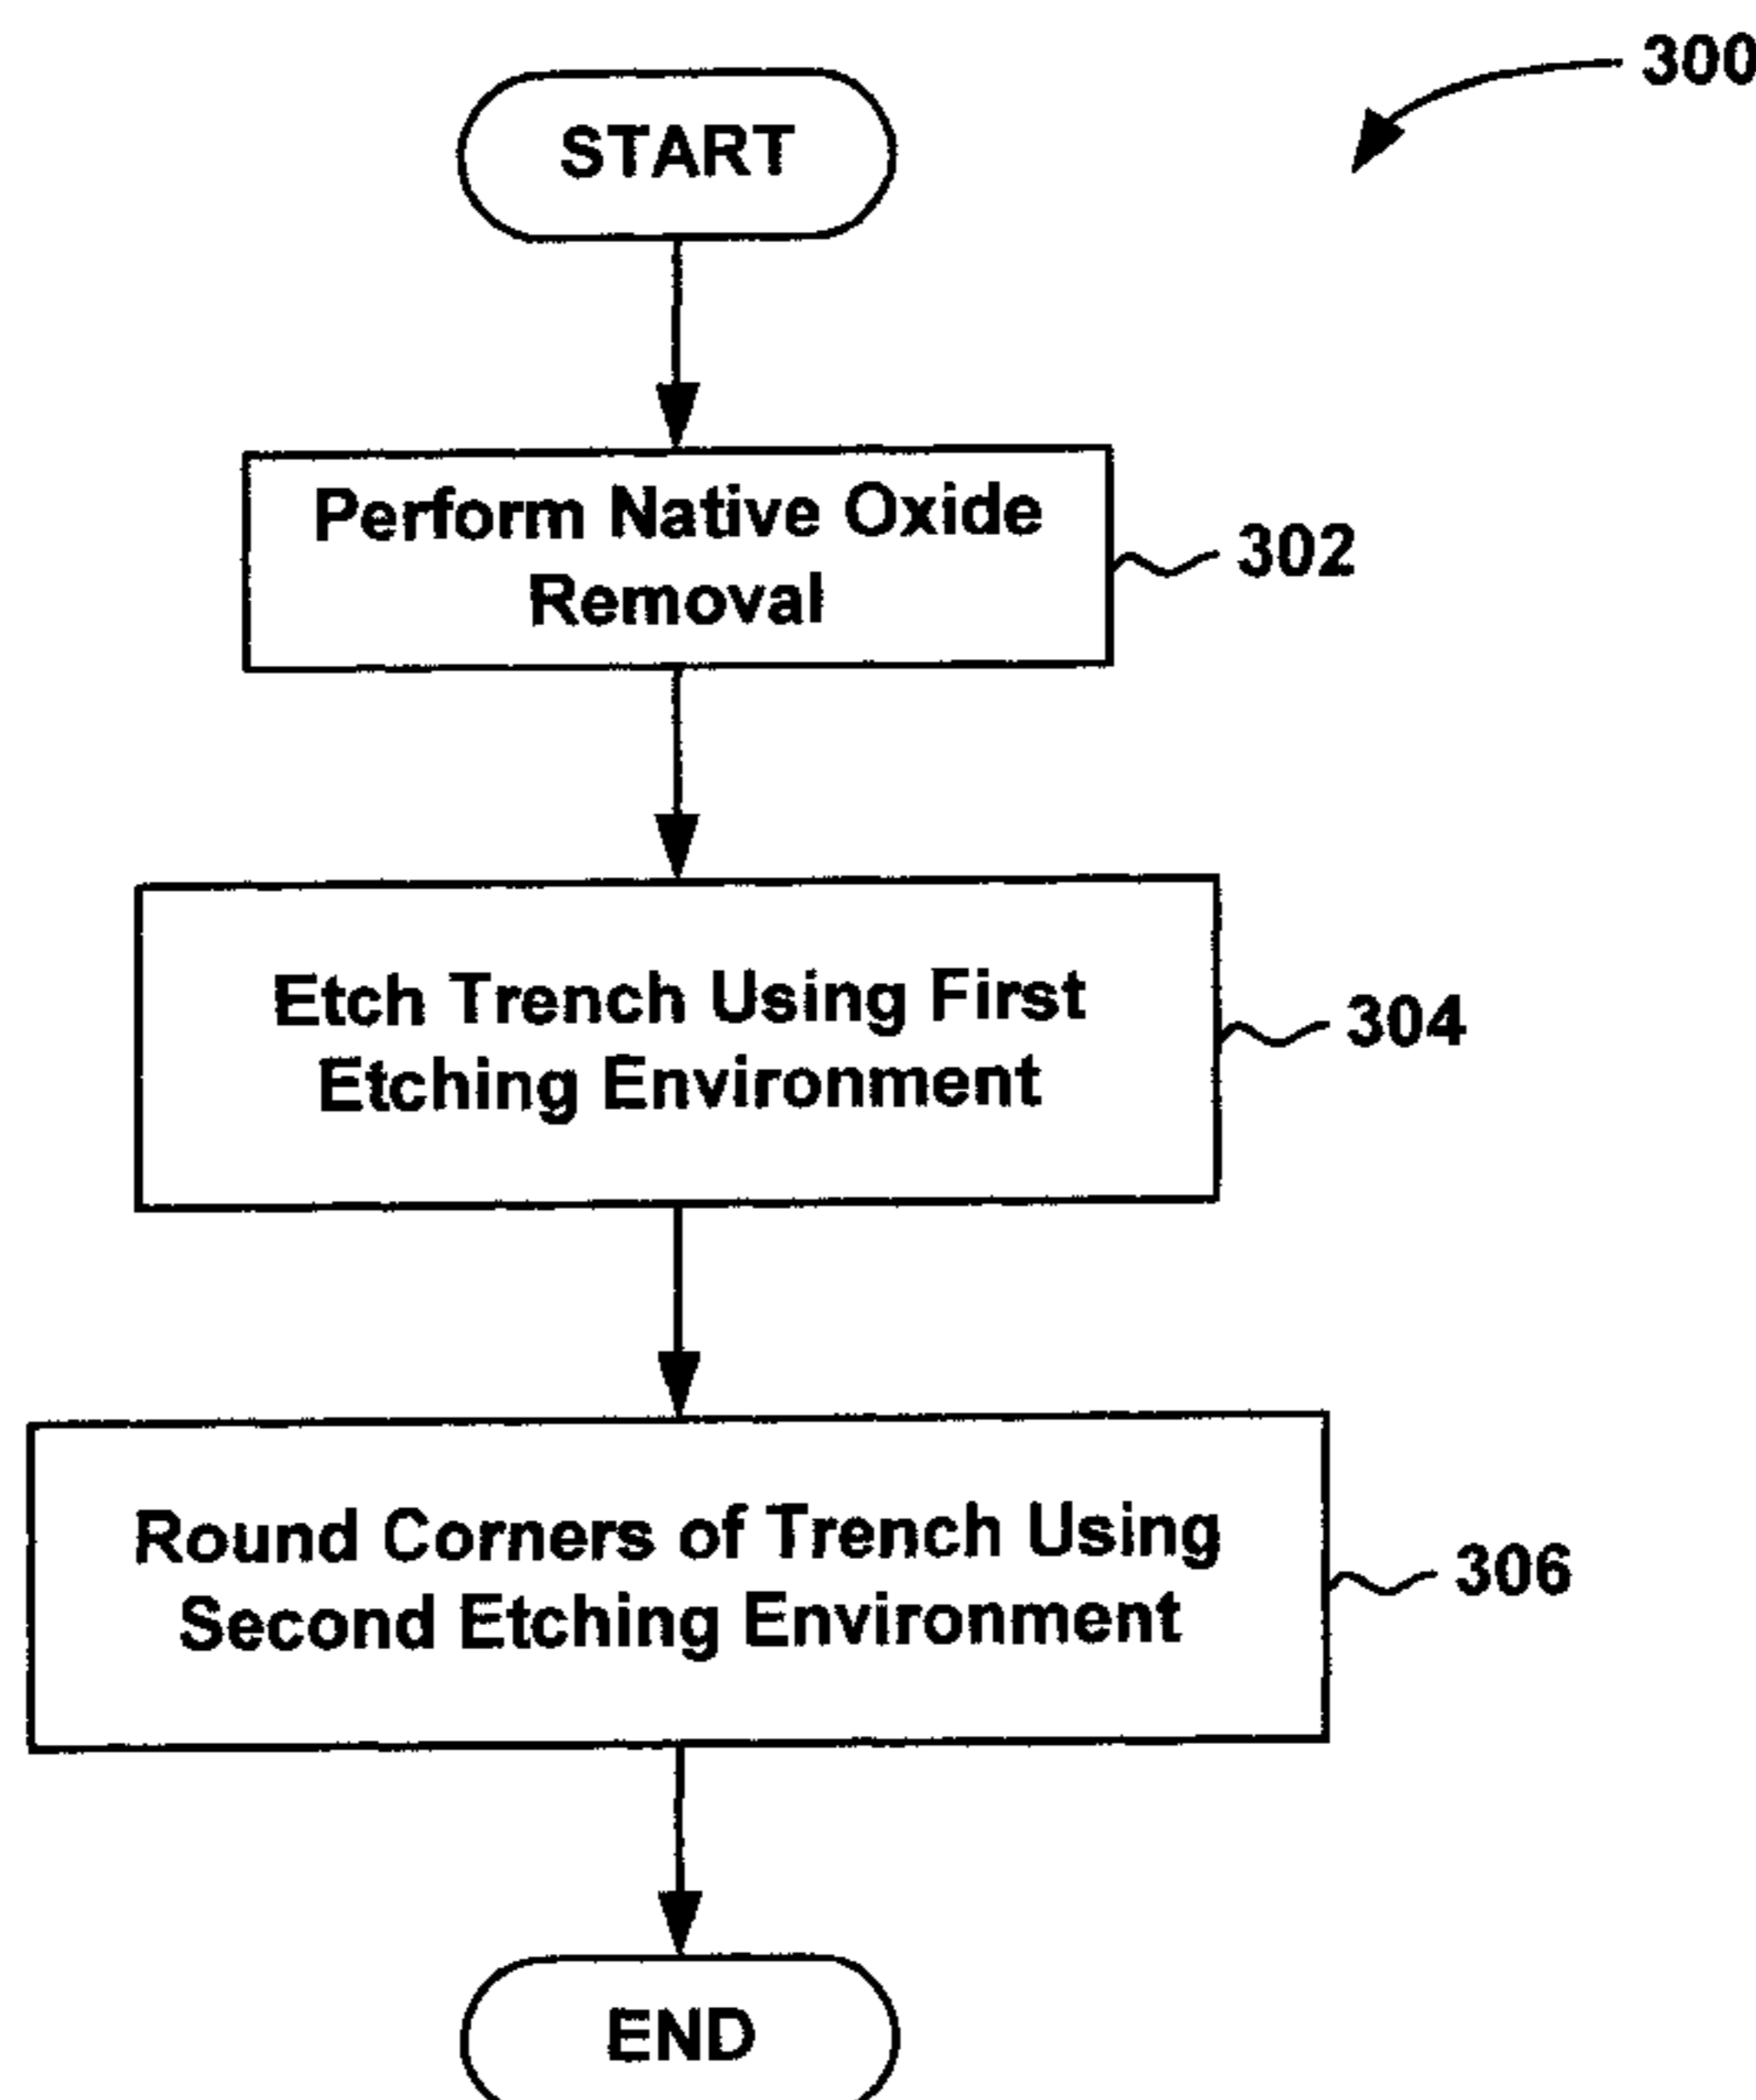 300
START
Perform Native Oxide
Removal
302
Etch Trench Using First
Etching Environment
304
Round Corners of Trench Using
Second Etching Environment
306
END